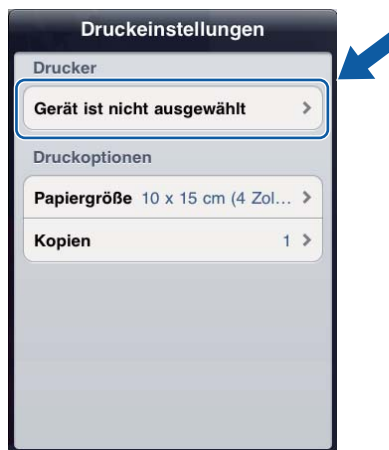 Druckeinstellungen
Drucker
Gerät ist nicht ausgewählt
Druckoptionen
Papiergröße 10 x 15 cm (4 Zol...
Kopien 1